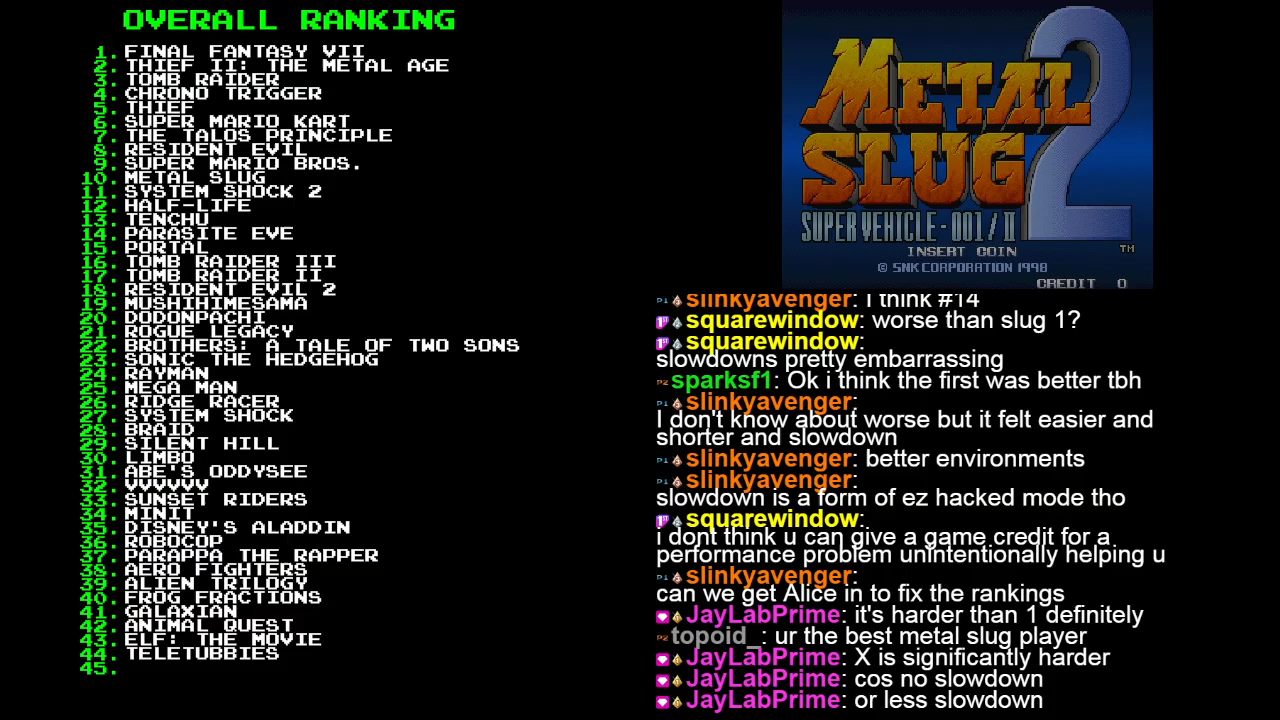 OVERALL RANKING
1. FINAL FANTASY VII
2. THIEF II: THE METAL AGE
3. TOMB RAIDER
4. CHRONO TRIGGER
5. THIEF
6. SUPER MARIO KART
7. THE TALOS PRINCIPLE
8. RESIDENT EVIL
9. SUPER MARIO BROS.
10. METAL SLUG
11. SYSTEM SHOCK 2
12. HALF-LIFE
13. TENCHU
14. PARASITE EVE
15. PORTAL
16. TOMB RAIDER III
17. TOMB RAIDER II
18. RESIDENT EVIL 2
19. MUSHIHIMESAMA
20. DODONPACHI
21. ROGUE LEGACY
22. BROTHERS: A TALE OF TWO SONS
23. SONIC THE HEDGEHOG
24. RAYMAN
25. MEGA MAN
26. RIDGE RACER
27. SYSTEM SHOCK
28. BRAID
29. SILENT HILL
30. LIMBO
31. ABE'S ODDYSEE
32. VVVVVV
33. SUNSET RIDERS
34. MINIT
35. DISNEY'S ALADDIN
36. ROBOCOP
37. PARAPPA THE RAPPER
38. AERO FIGHTERS
39. ALIEN TRILOGY
40. FROG FRACTIONS
41. GALAXIAN
42. ANIMAL QUEST
43. ELF: THE MOVIE
44. TELETUBBIES
45.
METAL
SLUG 2
SUPER VEHICLE-001/II
TM
INSERT COIN
© SNK CORPORATION 1998
CREDIT 0
P1 slinkyavenger: I think #14
squarewindow: worse than slug 1?
squarewindow:
slowdowns pretty embarrassing
P2 sparksf1: Ok i think the first was better tbh
P1 slinkyavenger:
I don't know about worse but it felt easier and
shorter and slowdown
P1 slinkyavenger: better environments
P1 slinkyavenger:
slowdown is a form of ez hacked mode tho
squarewindow:
i dont think u can give a game credit for a
performance problem unintentionally helping u
P1 slinkyavenger:
can we get Alice in to fix the rankings
JayLabPrime: it's harder than 1 definitely
P2 topoid_: ur the best metal slug player
JayLabPrime: X is significantly harder
JayLabPrime: cos no slowdown
JayLabPrime: or less slowdown